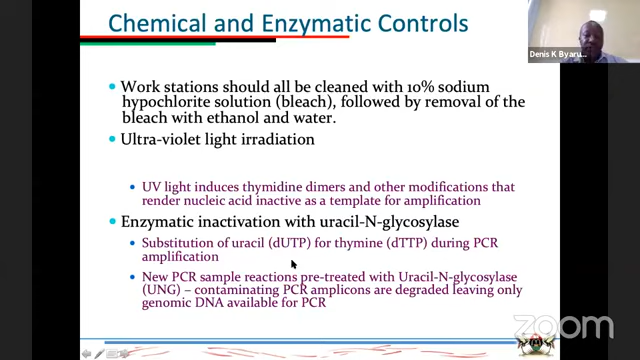 Chemical and Enzymatic Controls
Denis K Byaru...
• Work stations should all be cleaned with 10% sodium
hypochlorite solution (bleach), followed by removal of the
bleach with ethanol and water.
• Ultra-violet light irradiation
• UV light induces thymidine dimers and other modifications that
render nucleic acid inactive as a template for amplification
• Enzymatic inactivation with uracil-N-glycosylase
• Substitution of uracil (dUTP) for thymine (dTTP) during PCR
amplification
• New PCR sample reactions pre-treated with Uracil-N-glycosylase
(UNG) – contaminating PCR amplicons are degraded leaving only
genomic DNA available for PCR
zoom